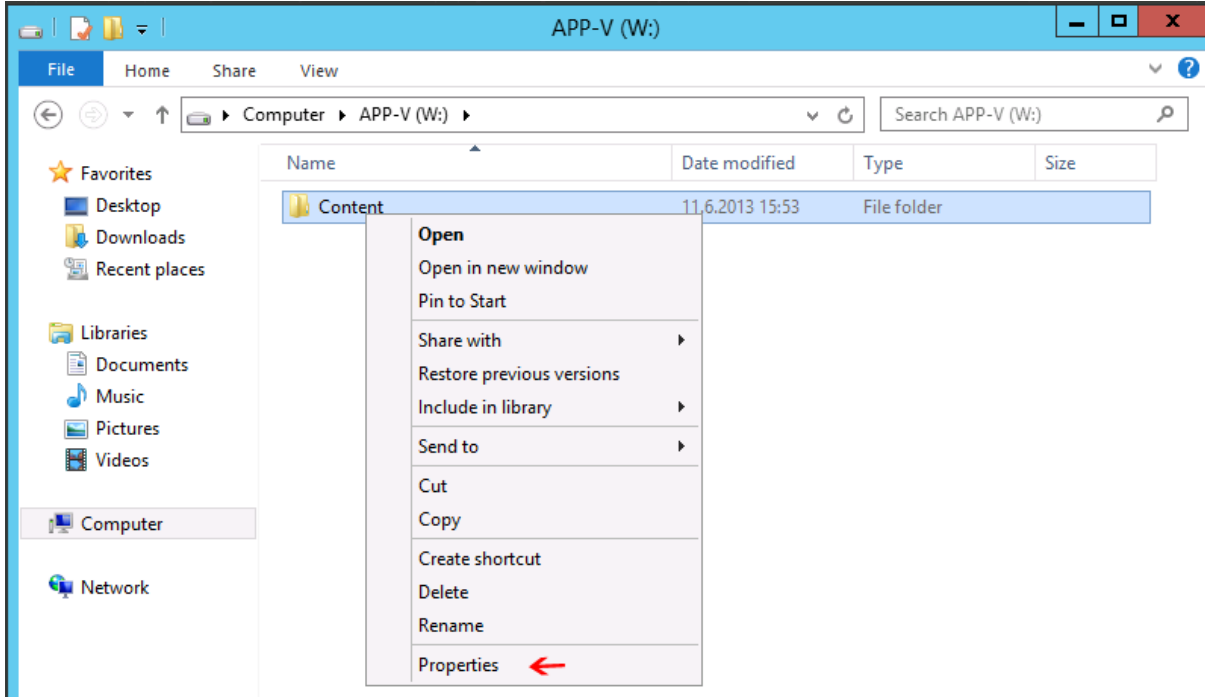 APP-V (W:)
File Home Share View
Computer APP-V (W:)
Search APP-V (W:)
Name Date modified Type Size
Favorites
Desktop
Downloads
Recent places
Libraries
Documents
Music
Pictures
Videos
Computer
Network
Content 11.6.2013 15:53 File folder
Open
Open in new window
Pin to Start
Share with
Restore previous versions
Include in library
Send to
Cut
Copy
Create shortcut
Delete
Rename
Properties